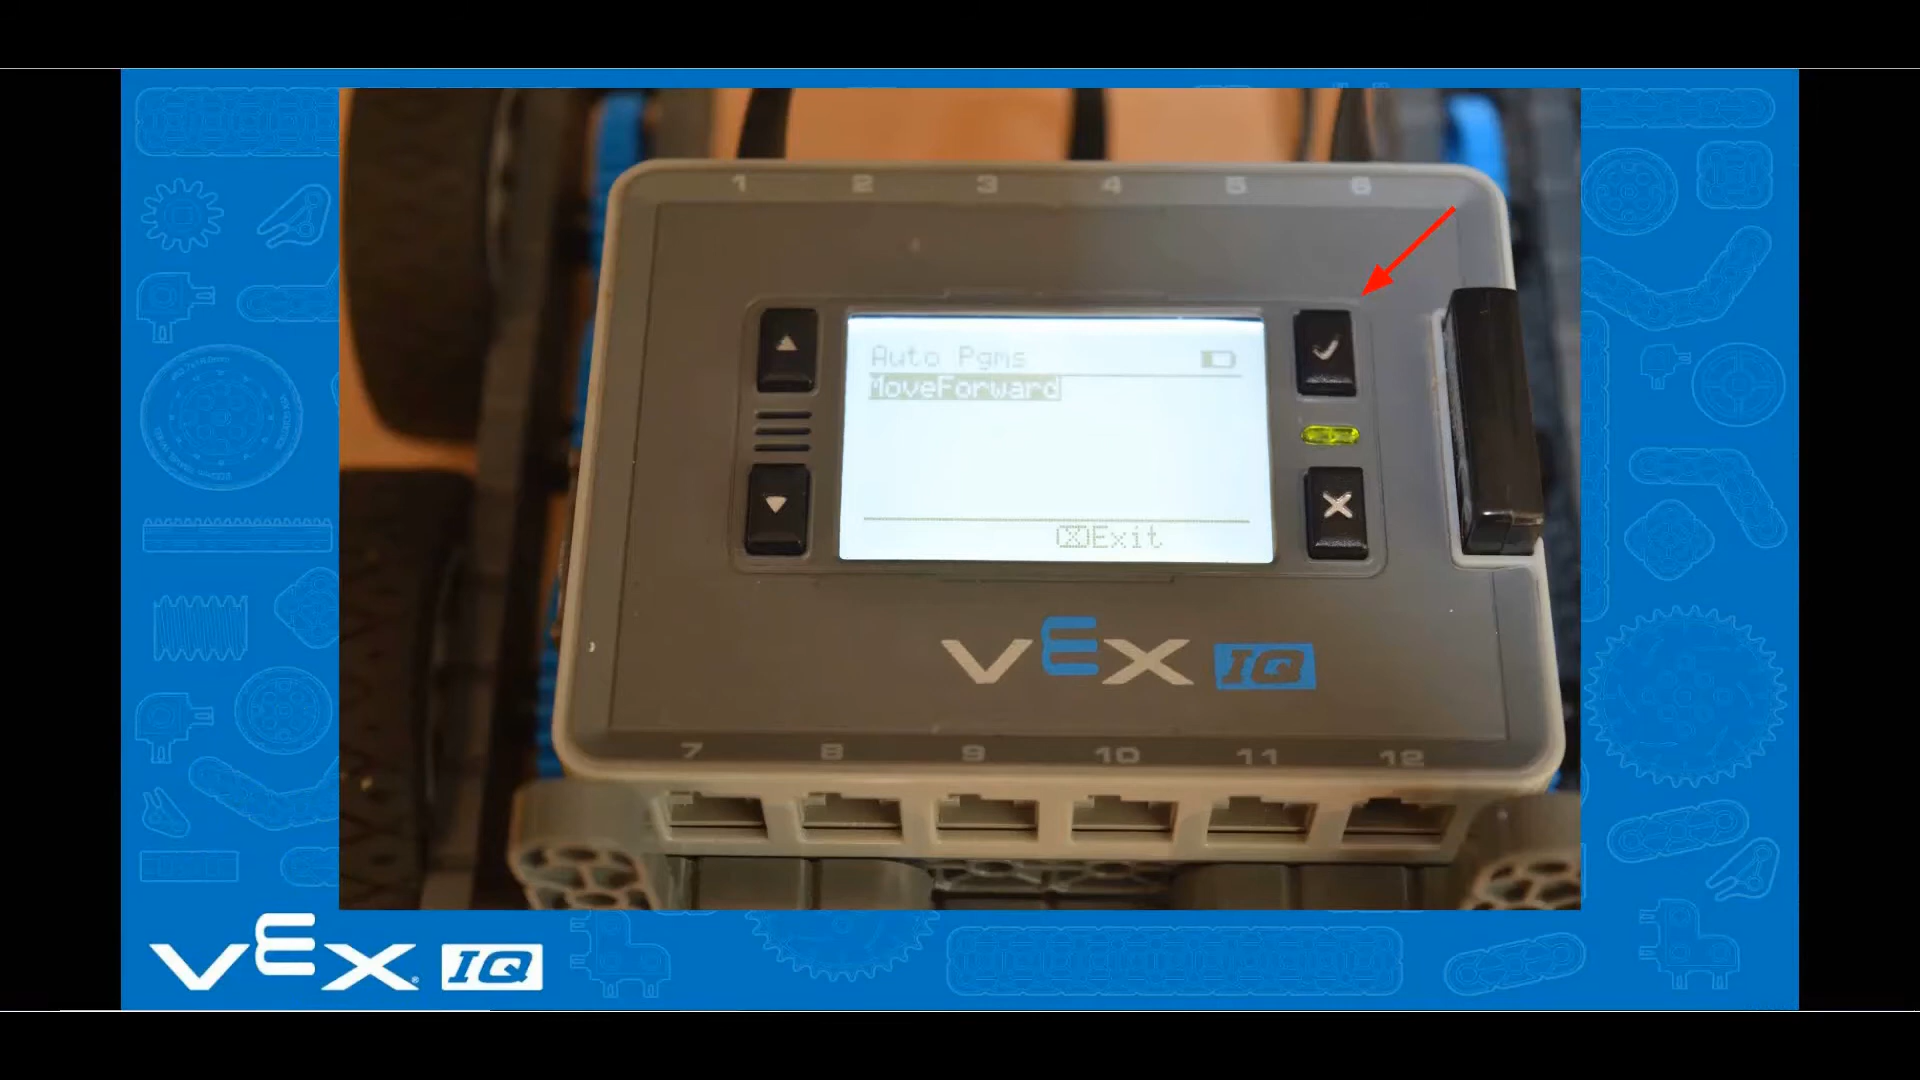 1 2 3 4 5 6
Auto Pgms
MoveForward
(X)Exit
VEX IQ
7 8 9 10 11 12
VEX IQ